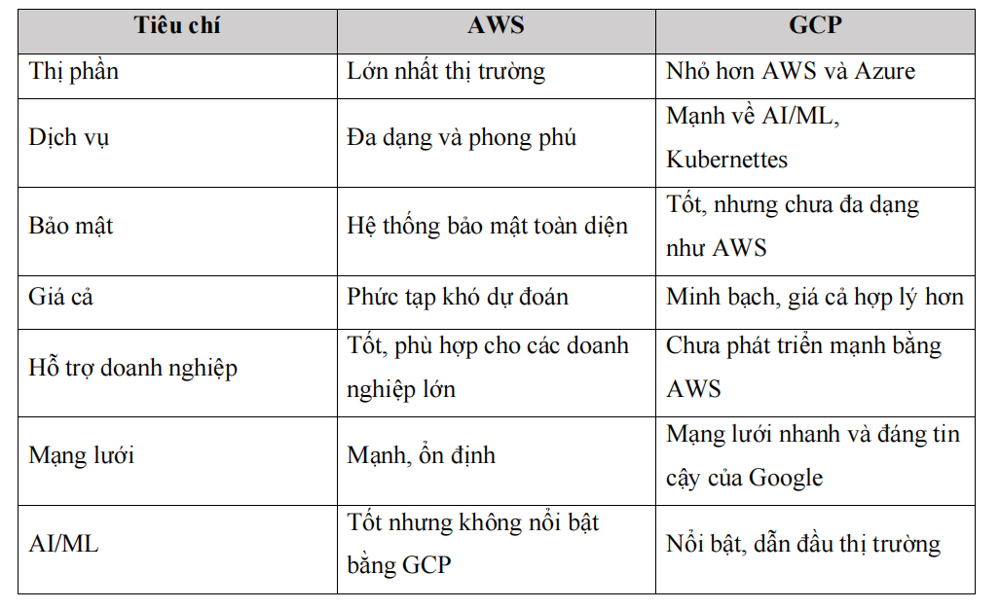 Tiêu chí AWS GCP
Thị phần Lớn nhất thị trường Nhỏ hơn AWS và Azure
Dịch vụ Đa dạng và phong phú Mạnh về AI/ML,
Kubernettes
Bảo mật Hệ thống bảo mật toàn diện Tốt, nhưng chưa đa dạng
như AWS
Giá cả Phức tạp khó dự đoán Minh bạch, giá cả hợp lý hơn
Hỗ trợ doanh nghiệp Tốt, phù hợp cho các doanh
nghiệp lớn
Chưa phát triển mạnh bằng
AWS
Mạng lưới Mạnh, ổn định Mạng lưới nhanh và đáng tin
cậy của Google
AI/ML Tốt nhưng không nổi bật
bằng GCP
Nổi bật, dẫn đầu thị trường